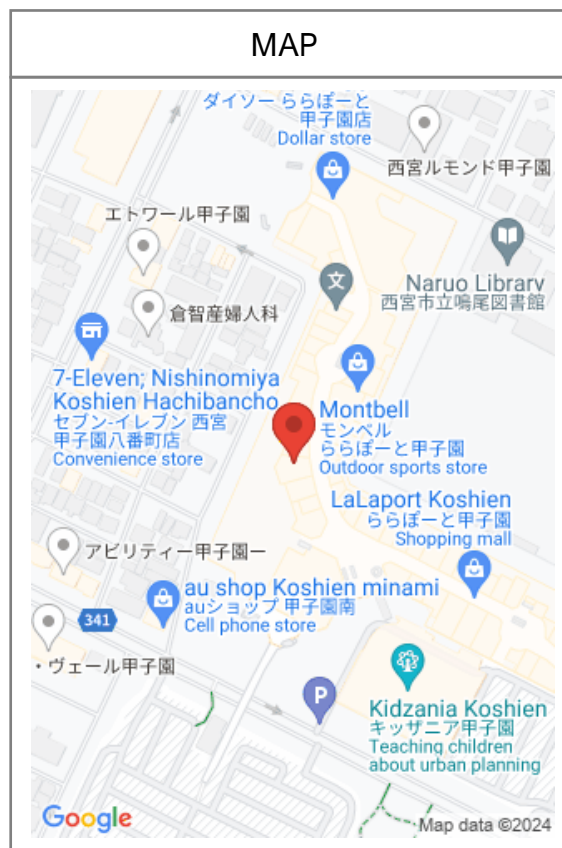 MAP
ダイソー ららぽーと
甲子園店
Dollar store
西宮ルモンド甲子園
エトワール甲子園
文
Naruo Library
西宮市立鳴尾図書館
倉智産婦人科
7-Eleven; Nishinomiya
Koshien Hachibancho
セブン-イレブン 西宮
甲子園八番町店
Convenience store
Montbell
モンベル
ららぽーと甲子園
Outdoor sports store
LaLaport Koshien
ららぽーと甲子園
Shopping mall
アビリティー甲子園一
au shop Koshien minami
auショップ 甲子園南
Cell phone store
341
・ヴェール甲子園
P
Kidzania Koshien
キッザニア甲子園
Teaching children
about urban planning
Google
Map data ©2024